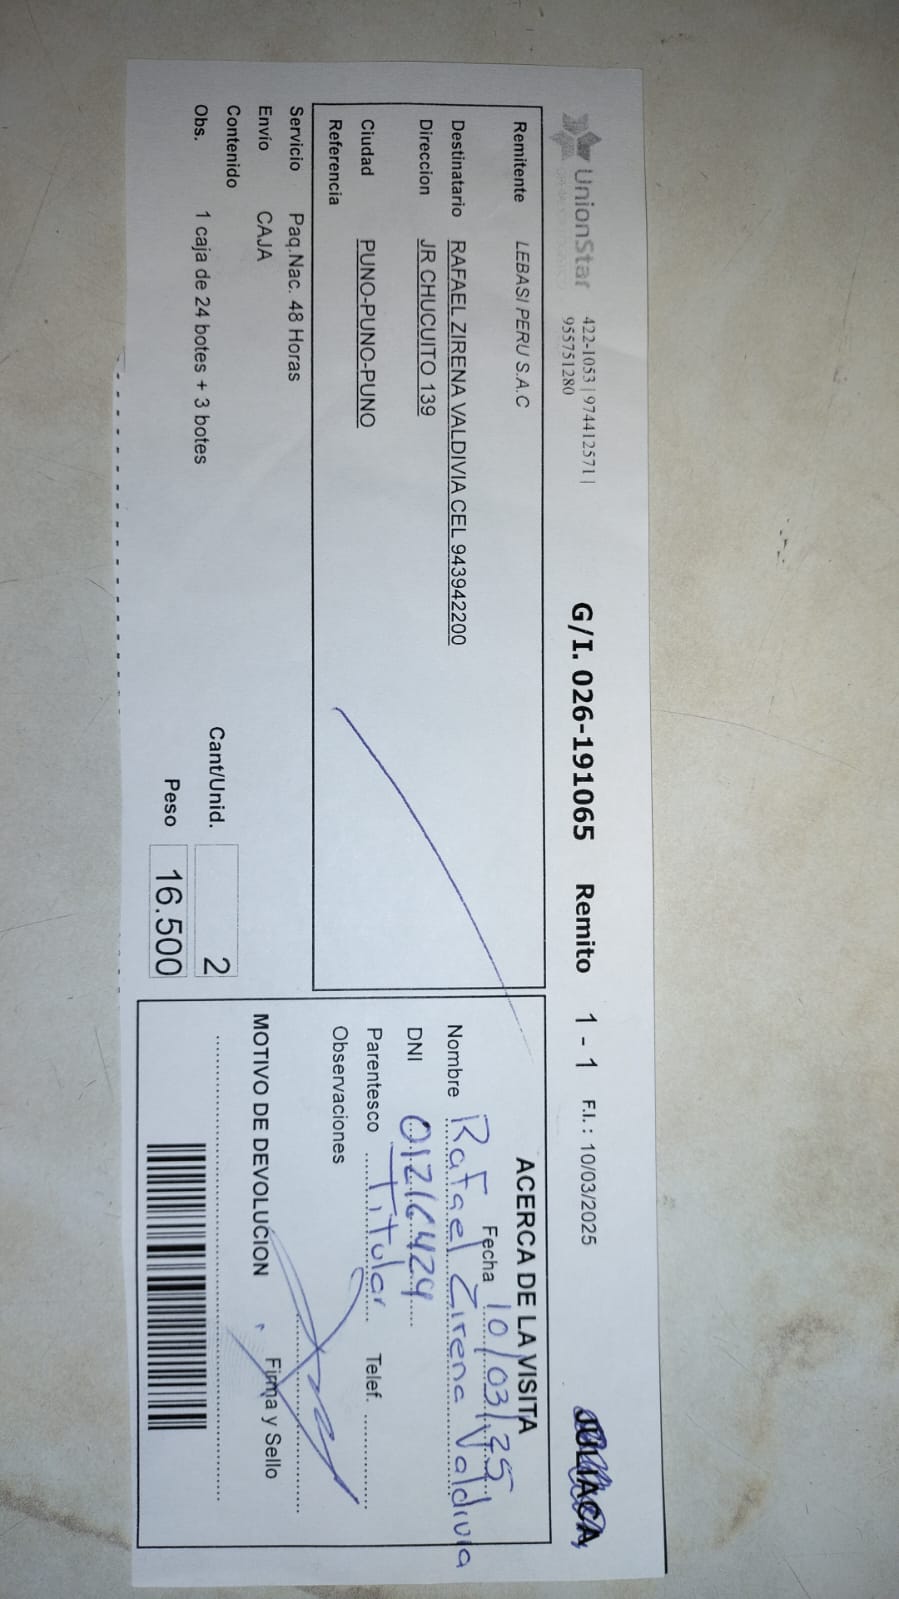 UnionStar 422-1053 | 974412571 |
955751280
G/I. 026-191065 Remito 1 - 1 F.I.: 10/03/2025 JULIACA
Remitente LEBASI PERU S.A.C
Destinatario RAFAEL ZIRENA VALDIVIA CEL 943942200
Direccion JR CHUCUITO 139
Ciudad PUNO-PUNO-PUNO
Referencia
Servicio Paq.Nac. 48 Horas
Envío CAJA
Contenido
Obs. 1 caja de 24 botes + 3 botes
Cant/Unid. 2
Peso 16.500
ACERCA DE LA VISITA
Fecha 10/03/25
Nombre Rafael Zirena Valdivia
DNI 01216424
Parentesco Titular Telef.
Observaciones
MOTIVO DE DEVOLUCION Firma y Sello